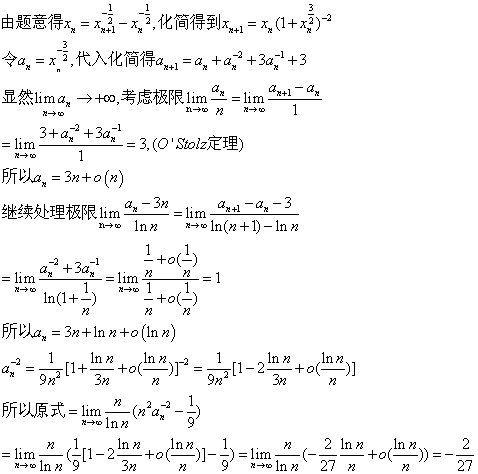 由题意得x_n = x_{n+1}^{-1/2} - x_n^{-1/2}, 化简得到x_{n+1} = x_n(1 + x_n^{3/2})^{-2}
令a_n = x_n^{-3/2}, 代入化简得a_{n+1} = a_n + a_n^{-2} + 3a_n^{-1} + 3
显然lim_{n→∞} a_n → +∞, 考虑极限lim_{n→∞} a_n/n = lim_{n→∞} (a_{n+1} - a_n)/1
= lim_{n→∞} (3 + a_n^{-2} + 3a_n^{-1})/1 = 3, (O'Stolz定理)
所以a_n = 3n + o(n)
继续处理极限lim_{n→∞} (a_n - 3n)/ln n = lim_{n→∞} (a_{n+1} - a_n - 3)/(ln(n+1) - ln n)
= lim_{n→∞} (a_n^{-2} + 3a_n^{-1})/ln(1 + 1/n) = lim_{n→∞} (1/n + o(1/n))/(1/n + o(1/n)) = 1
所以a_n = 3n + ln n + o(ln n)
a_n^{-2} = 1/(9n^2) [1 + ln n/(3n) + o(ln n/n)]^{-2} = 1/(9n^2) [1 - 2 ln n/(3n) + o(ln n/n)]
所以原式 = lim_{n→∞} n/ln n (n^2 a_n^{-2} - 1/9)
= lim_{n→∞} n/ln n (1/9 [1 - 2 ln n/(3n) + o(ln n/n)] - 1/9) = lim_{n→∞} n/ln n (-2/27 ln n/n + o(ln n/n)) = -2/27